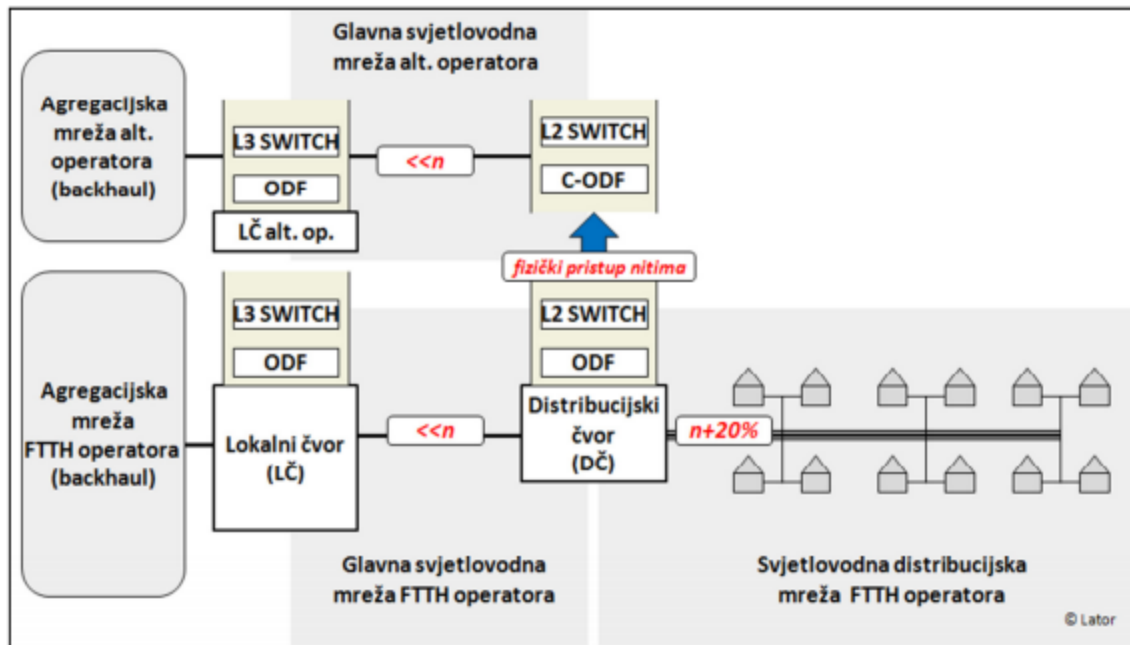 Glavna svjetlovodna
mreža alt. operatora
Agregacijska
mreža alt.
operatora
(backhaul)
L3 SWITCH
ODF
LČ alt. op.
<<n
L2 SWITCH
C-ODF
fizički pristup nitima
Agregacijska
mreža
FTTH operatora
(backhaul)
L3 SWITCH
ODF
Lokalni čvor
(LČ)
<<n
L2 SWITCH
ODF
Distribucijski
čvor
(DČ)
n+20%
Glavna svjetlovodna
mreža FTTH operatora
Svjetlovodna distribucijska
mreža FTTH operatora
© Lator